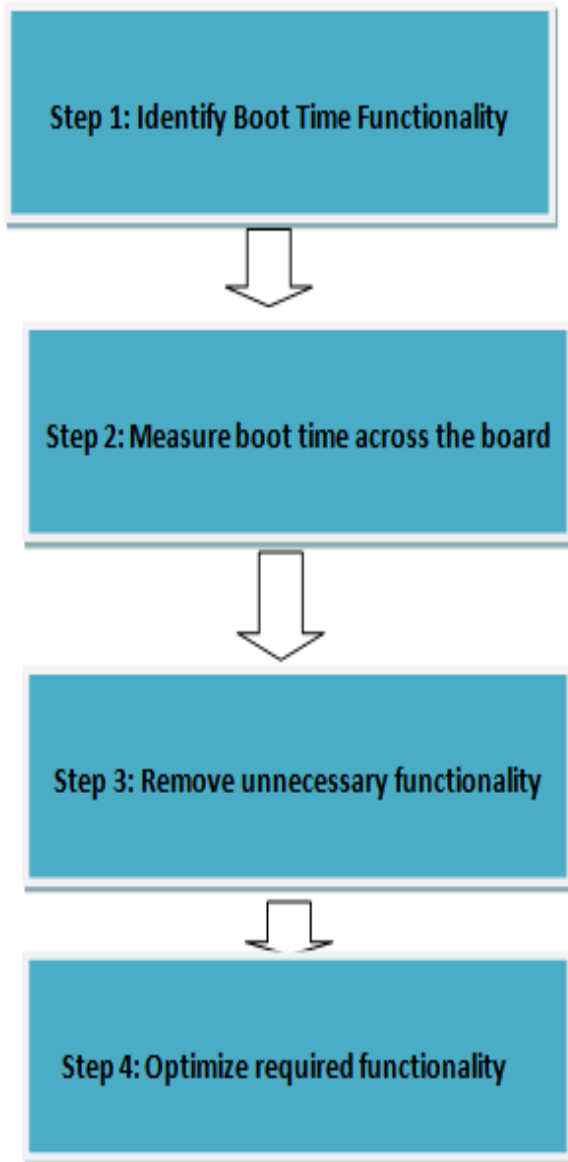 Step 1: Identify Boot Time Functionality
Step 2: Measure boot time across the board
Step 3: Remove unnecessary functionality
Step 4: Optimize required functionality